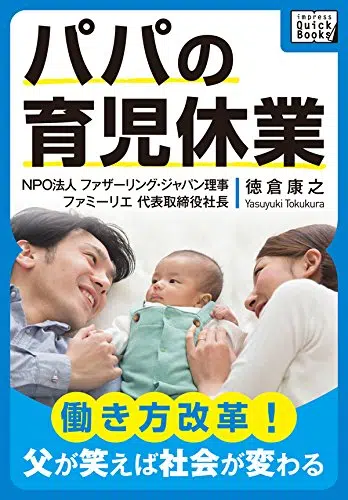 impress
Quick
Books
パパの
育児休業
NPO法人 ファザーリング・ジャパン理事
ファミーリエ 代表取締役社長
徳倉康之
Yasuyuki Tokukura
働き方改革！
父が笑えば社会が変わる